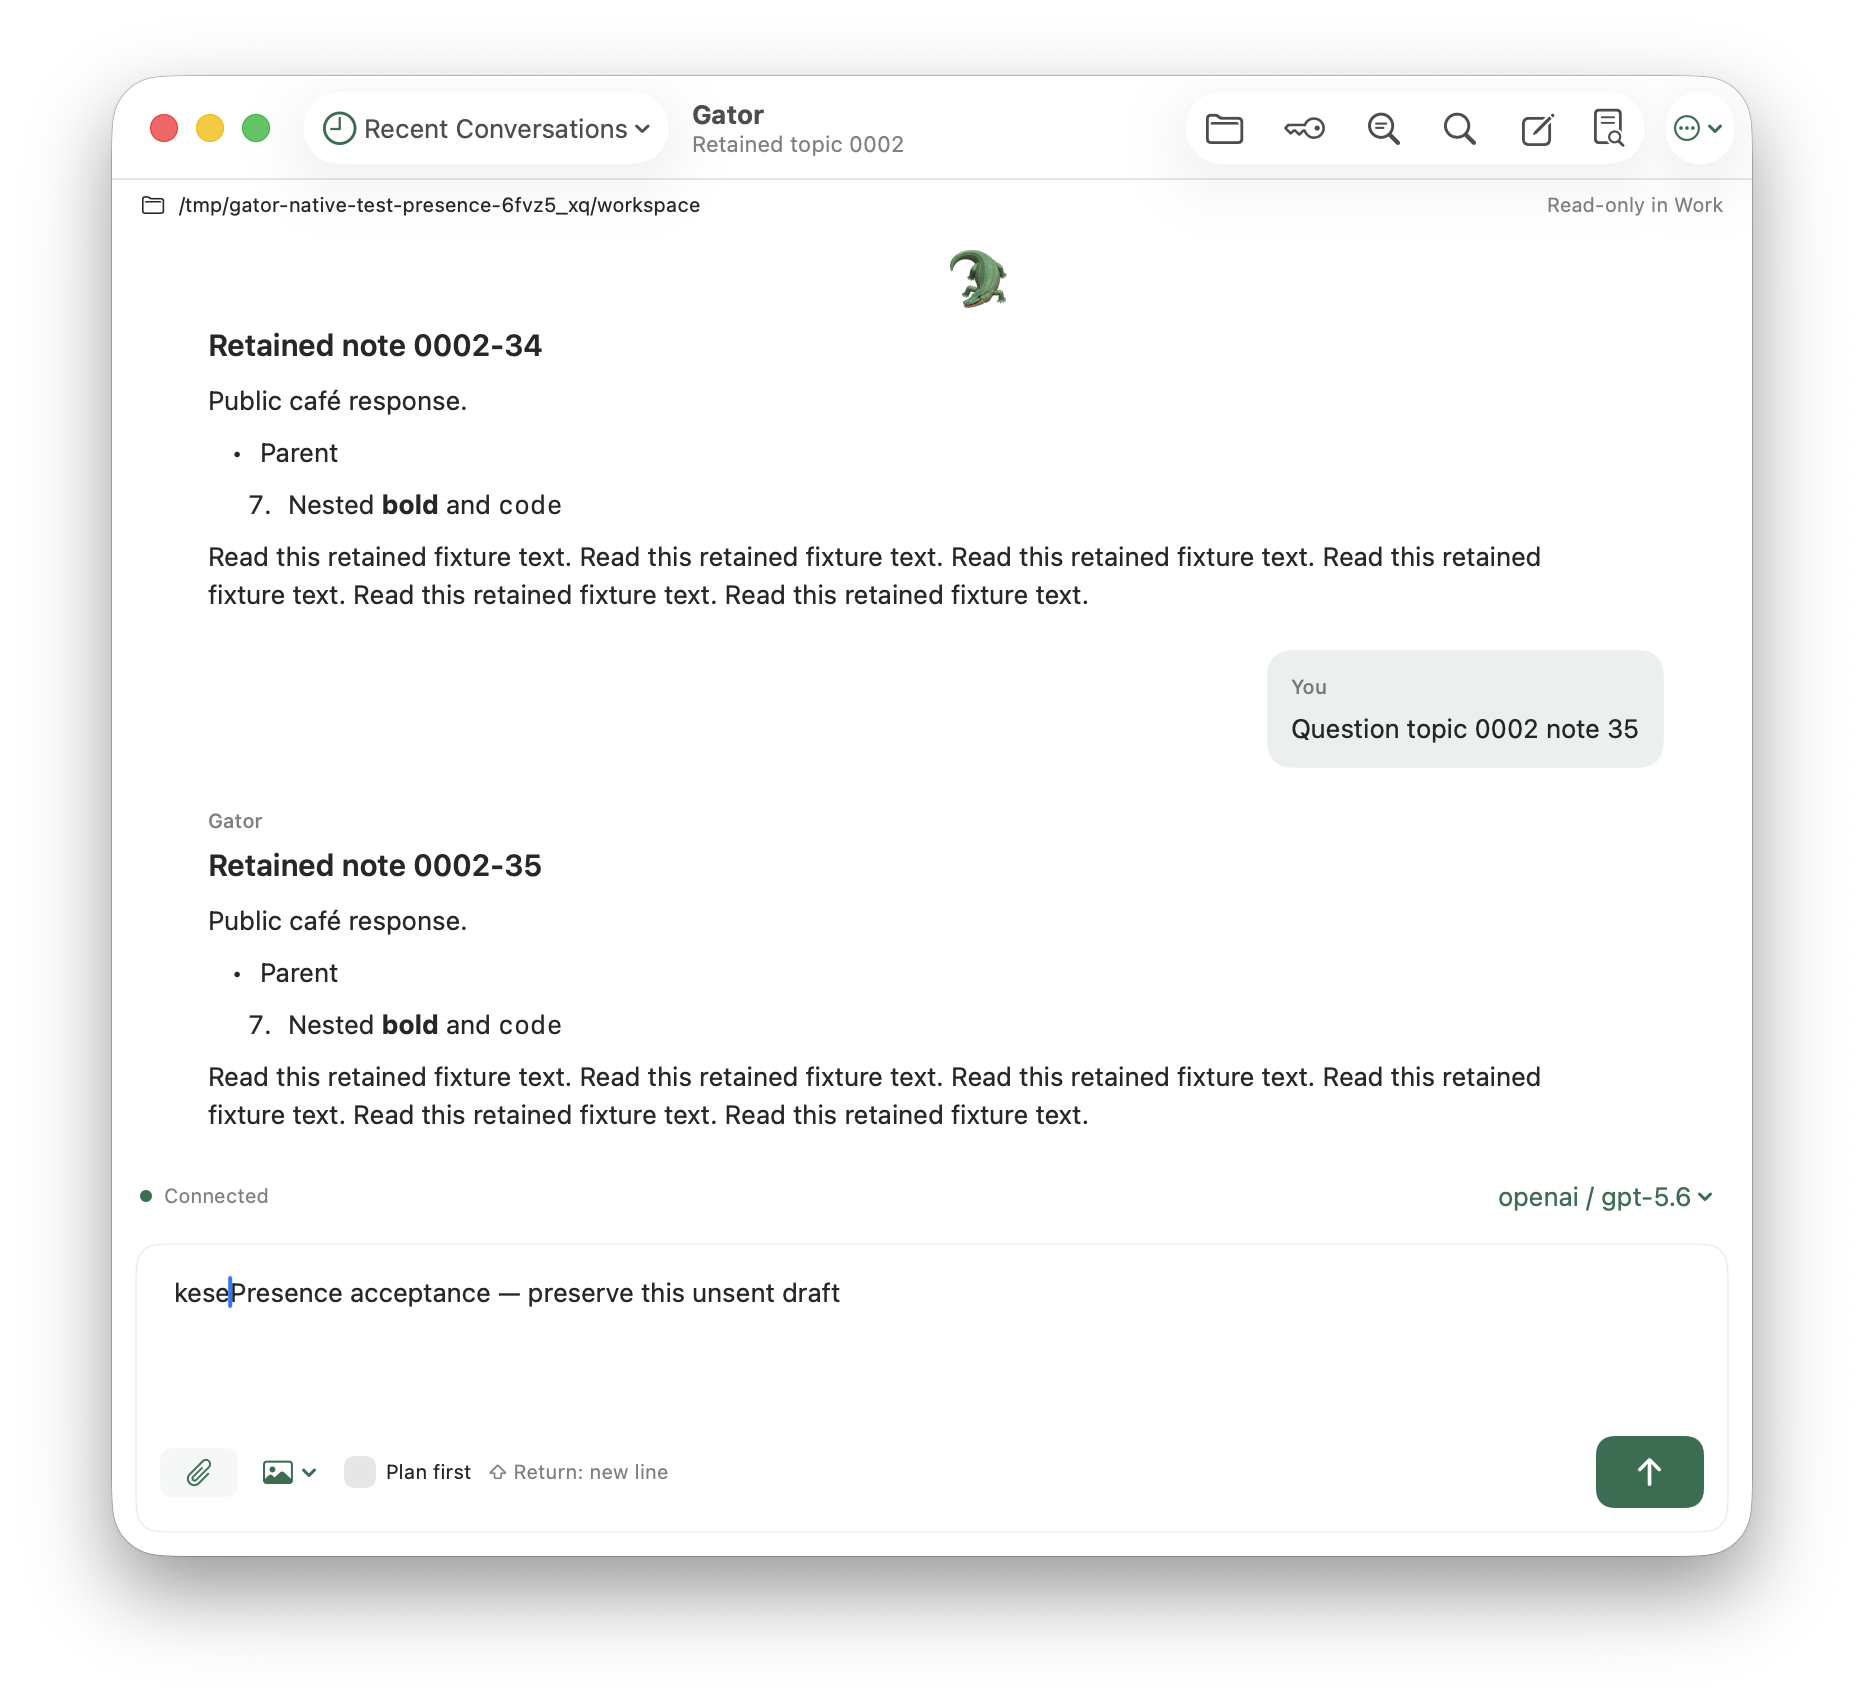 Recent Conversations
Gator
Retained topic 0002
/tmp/gator-native-test-presence-6fvz5_xq/workspace
Read-only in Work
Retained note 0002-34
Public café response.
• Parent
7. Nested bold and code
Read this retained fixture text. Read this retained fixture text. Read this retained fixture text. Read this retained
fixture text. Read this retained fixture text. Read this retained fixture text.
You
Question topic 0002 note 35
Gator
Retained note 0002-35
Public café response.
• Parent
7. Nested bold and code
Read this retained fixture text. Read this retained fixture text. Read this retained fixture text. Read this retained
fixture text. Read this retained fixture text. Read this retained fixture text.
Connected
openai / gpt-5.6
kesePresence acceptance — preserve this unsent draft
Plan first
⇧ Return: new line